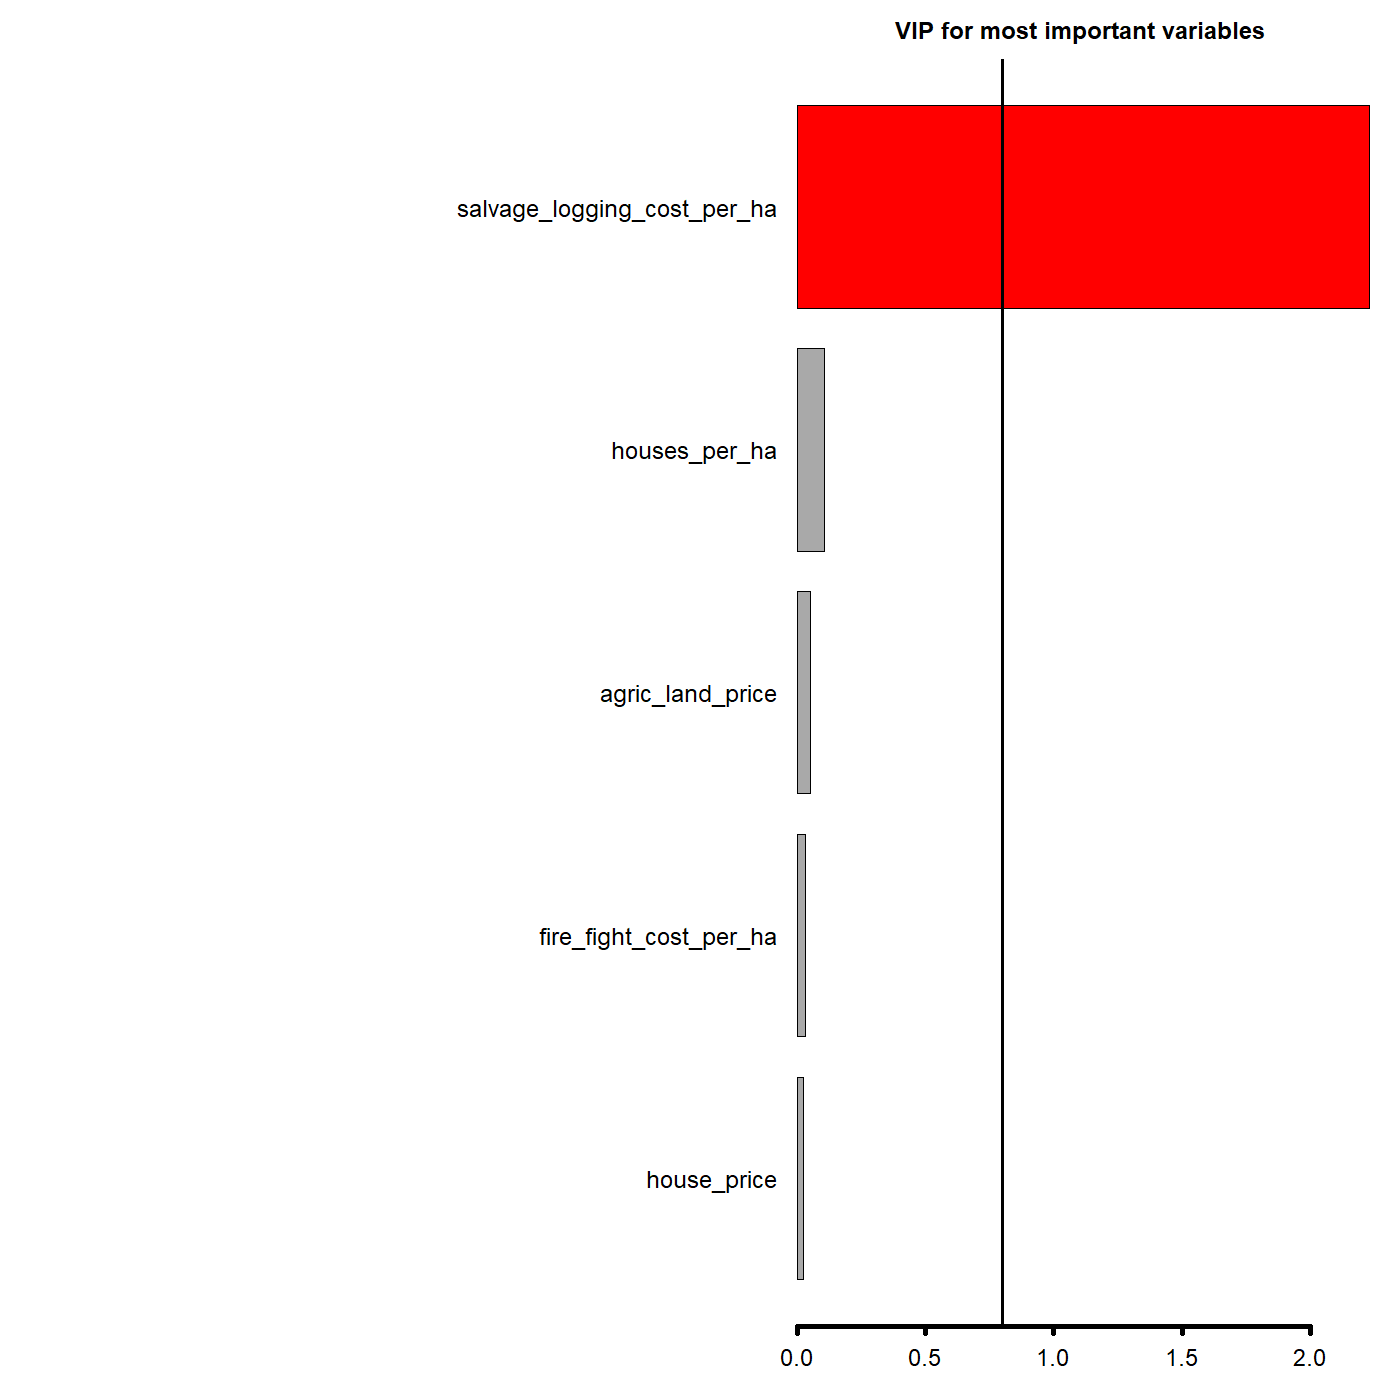 VIP for most important variables
salvage_logging_cost_per_ha
houses_per_ha
agric_land_price
fire_fight_cost_per_ha
house_price
0.0 0.5 1.0 1.5 2.0